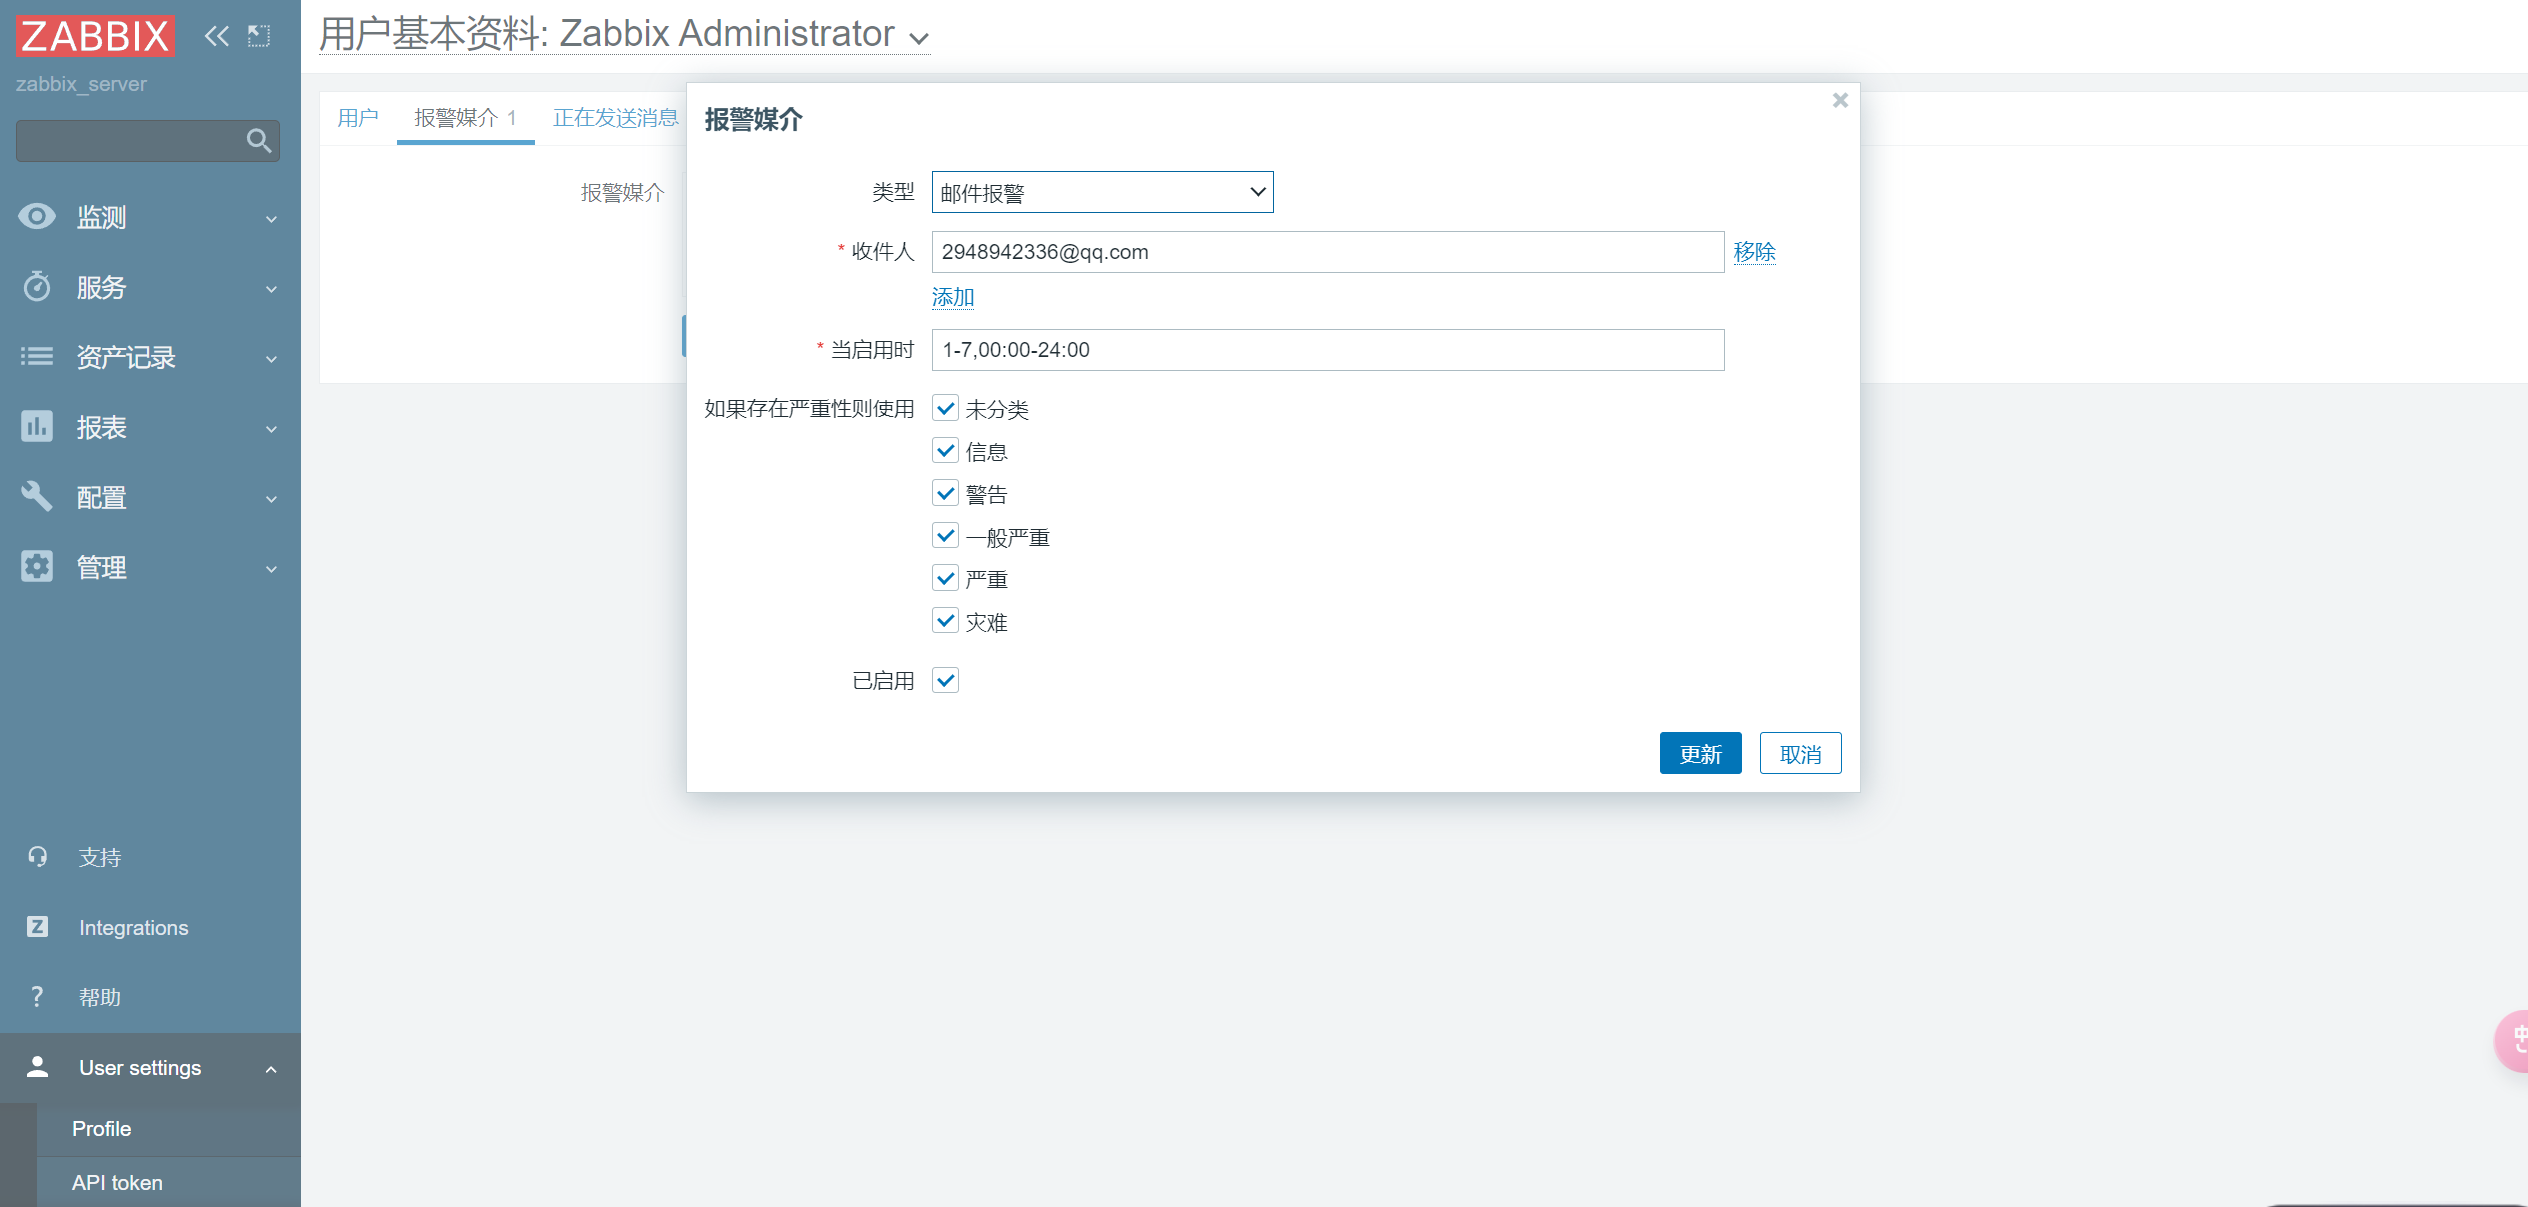 ZABBIX
zabbix_server
监测
服务
资产记录
报表
配置
管理
支持
Integrations
帮助
User settings
Profile
API token
用户基本资料: Zabbix Administrator
用户
报警媒介 1
正在发送消息
报警媒介
报警媒介
类型 邮件报警
* 收件人 2948942336@qq.com 移除
添加
* 当启用时 1-7,00:00-24:00
如果存在严重性则使用 未分类
信息
警告
一般严重
严重
灾难
已启用
更新 取消